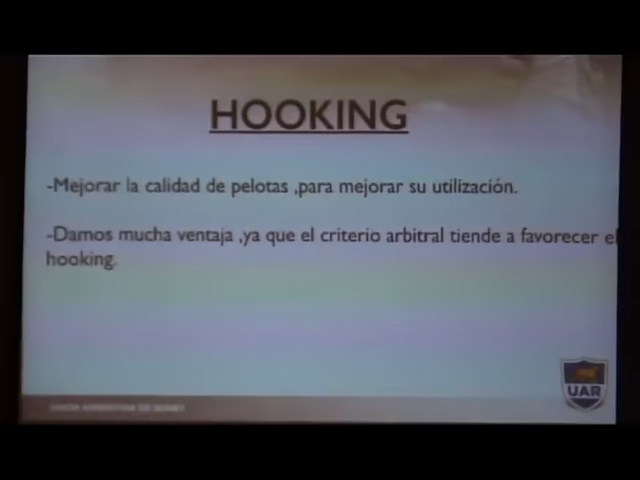 HOOKING
-Mejorar la calidad de pelotas ,para mejorar su utilización.
-Damos mucha ventaja ,ya que el criterio arbitral tiende a favorecer el
hooking.
UAR